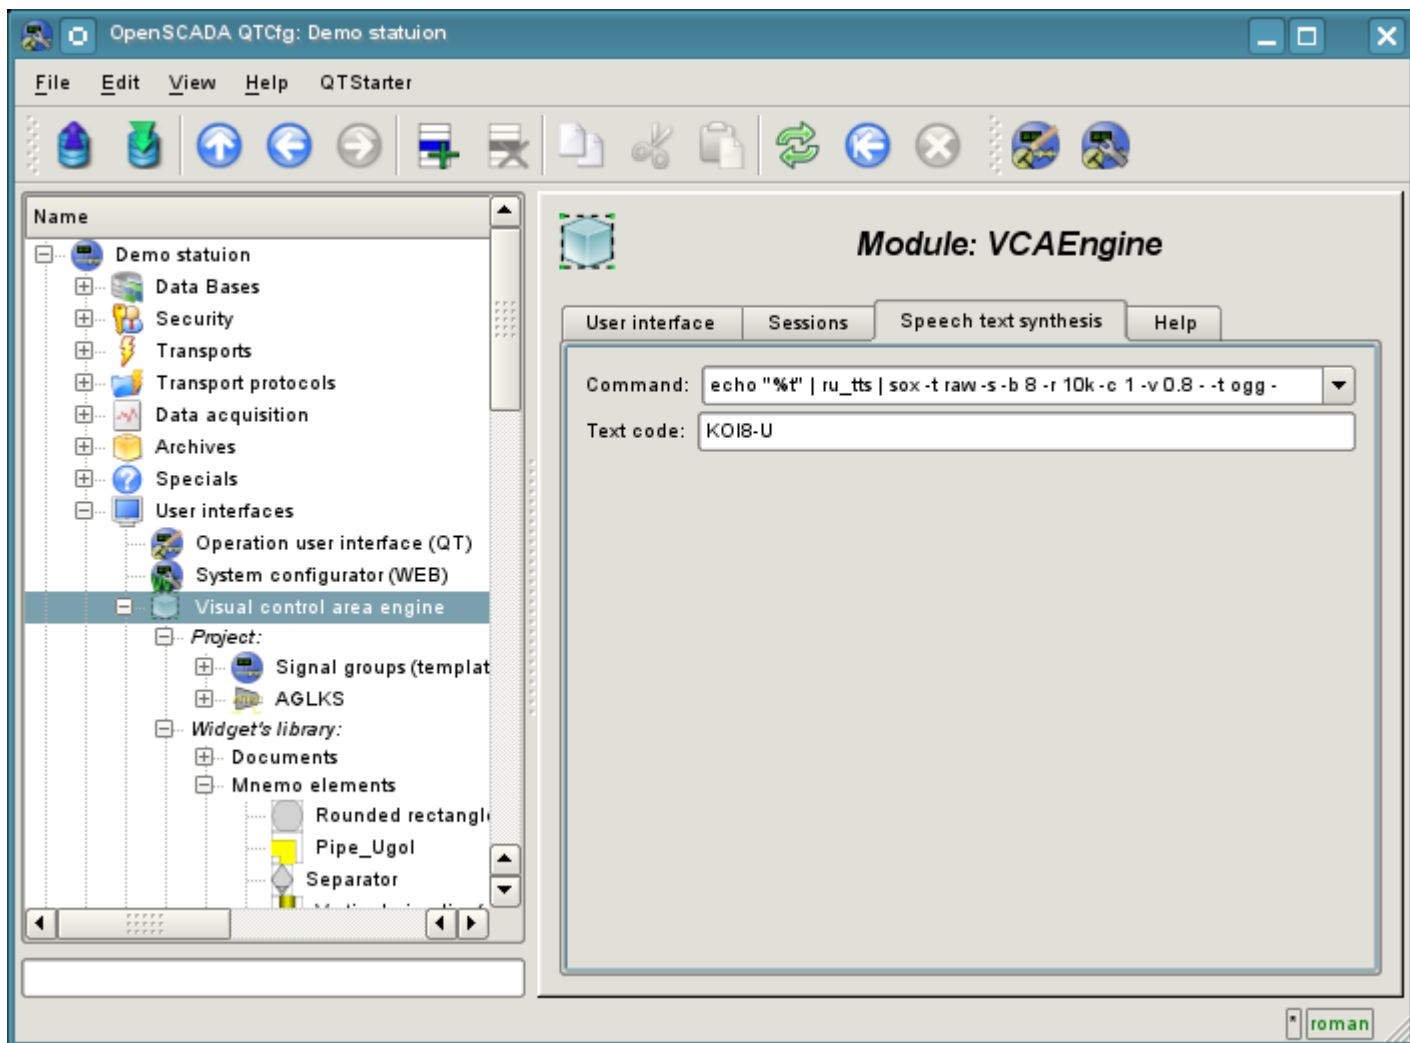 OpenSCADA QTCfg: Demo statuion
File Edit View Help QTStarter
Name
Demo statuion
Data Bases
Security
Transports
Transport protocols
Data acquisition
Archives
Specials
User interfaces
Operation user interface (QT)
System configurator (WEB)
Visual control area engine
Project:
Signal groups (templat
AGLKS
Widget's library:
Documents
Mnemo elements
Rounded rectangl
Pipe_Ugol
Separator
Module: VCAEngine
User interface Sessions Speech text synthesis Help
Command: echo "%t" | ru_tts | sox -t raw -s -b 8 -r 10k -c 1 -v 0.8 - -t ogg -
Text code: KOI8-U
* roman